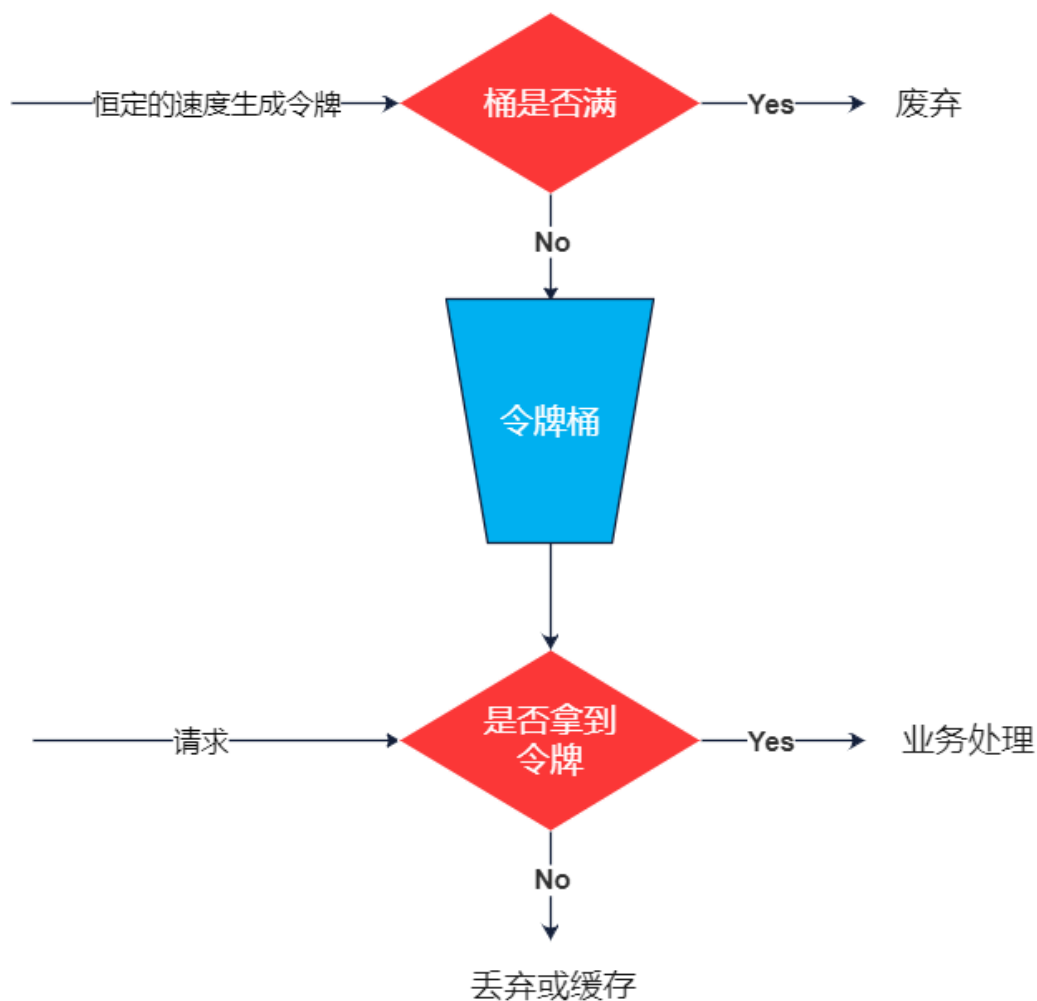 恒定的速度生成令牌
桶是否满
Yes
废弃
No
令牌桶
请求
是否拿到
令牌
Yes
业务处理
No
丢弃或缓存